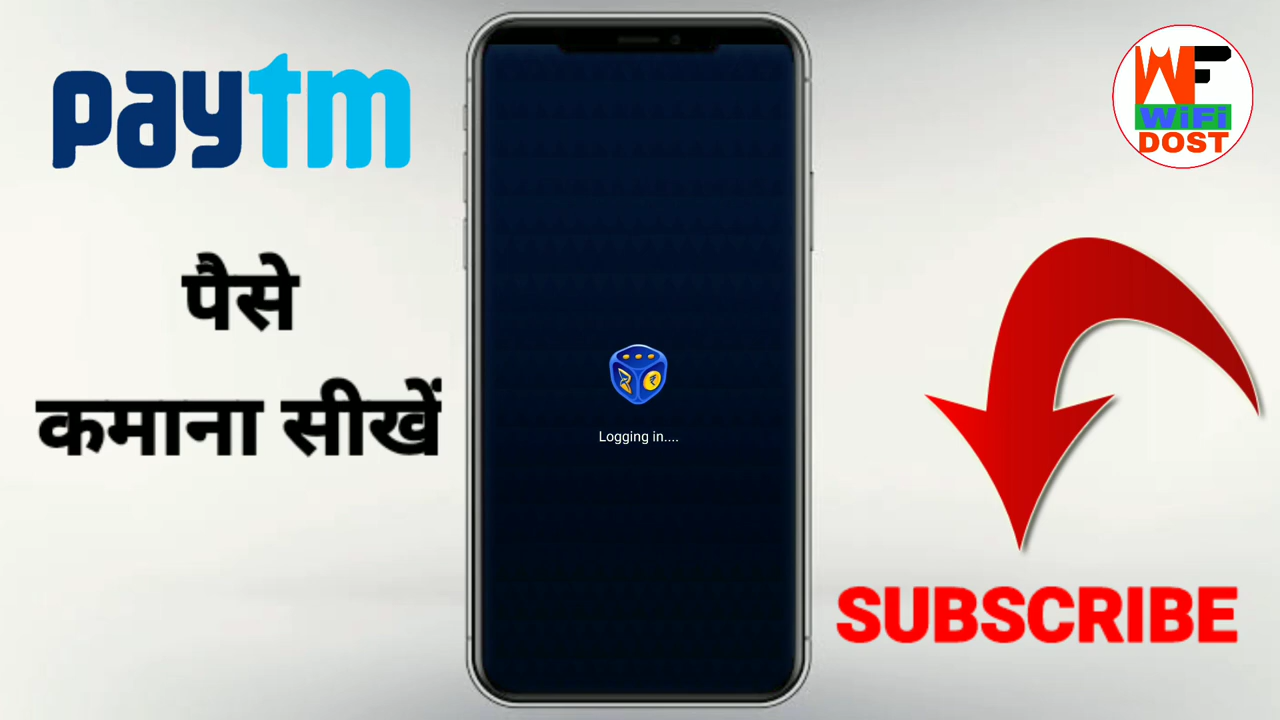 paytm
पैसे
कमाना सीखें
Logging in....
WF
WiFi
DOST
SUBSCRIBE